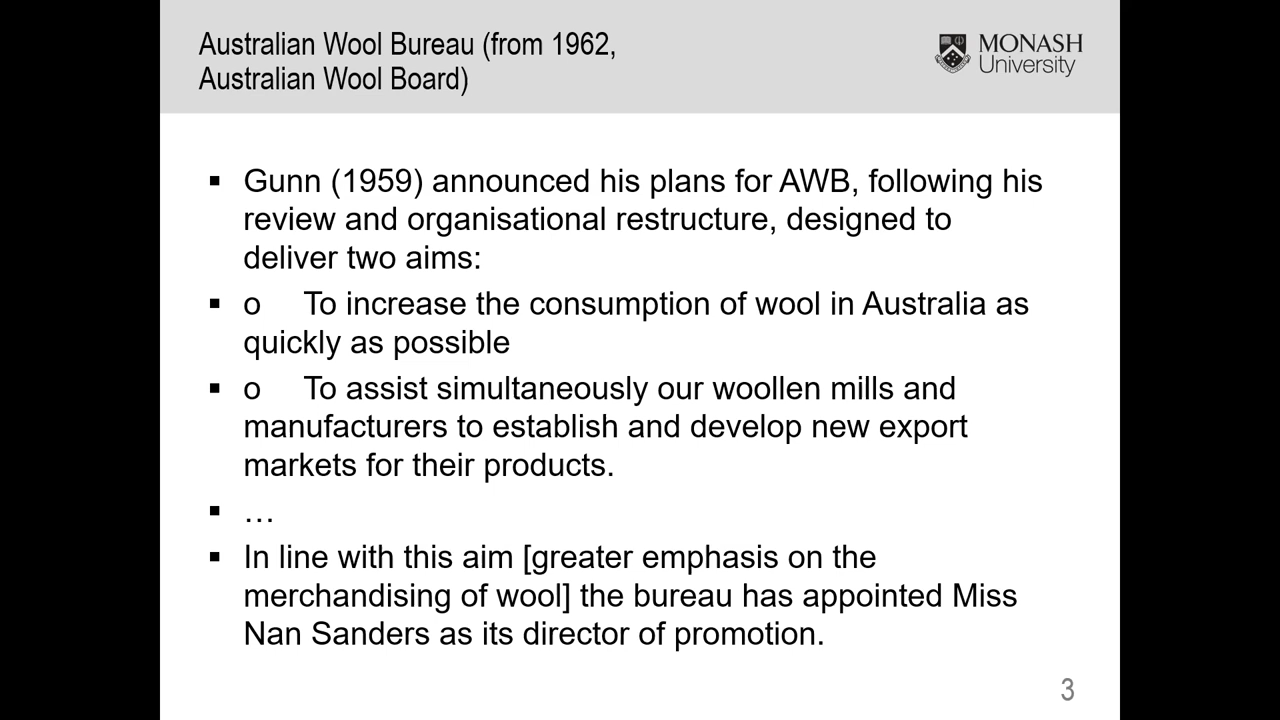 Australian Wool Bureau (from 1962,
Australian Wool Board)
MONASH
University
▪ Gunn (1959) announced his plans for AWB, following his
review and organisational restructure, designed to
deliver two aims:
▪ o To increase the consumption of wool in Australia as
quickly as possible
▪ o To assist simultaneously our woollen mills and
manufacturers to establish and develop new export
markets for their products.
▪ …
▪ In line with this aim [greater emphasis on the
merchandising of wool] the bureau has appointed Miss
Nan Sanders as its director of promotion.
3